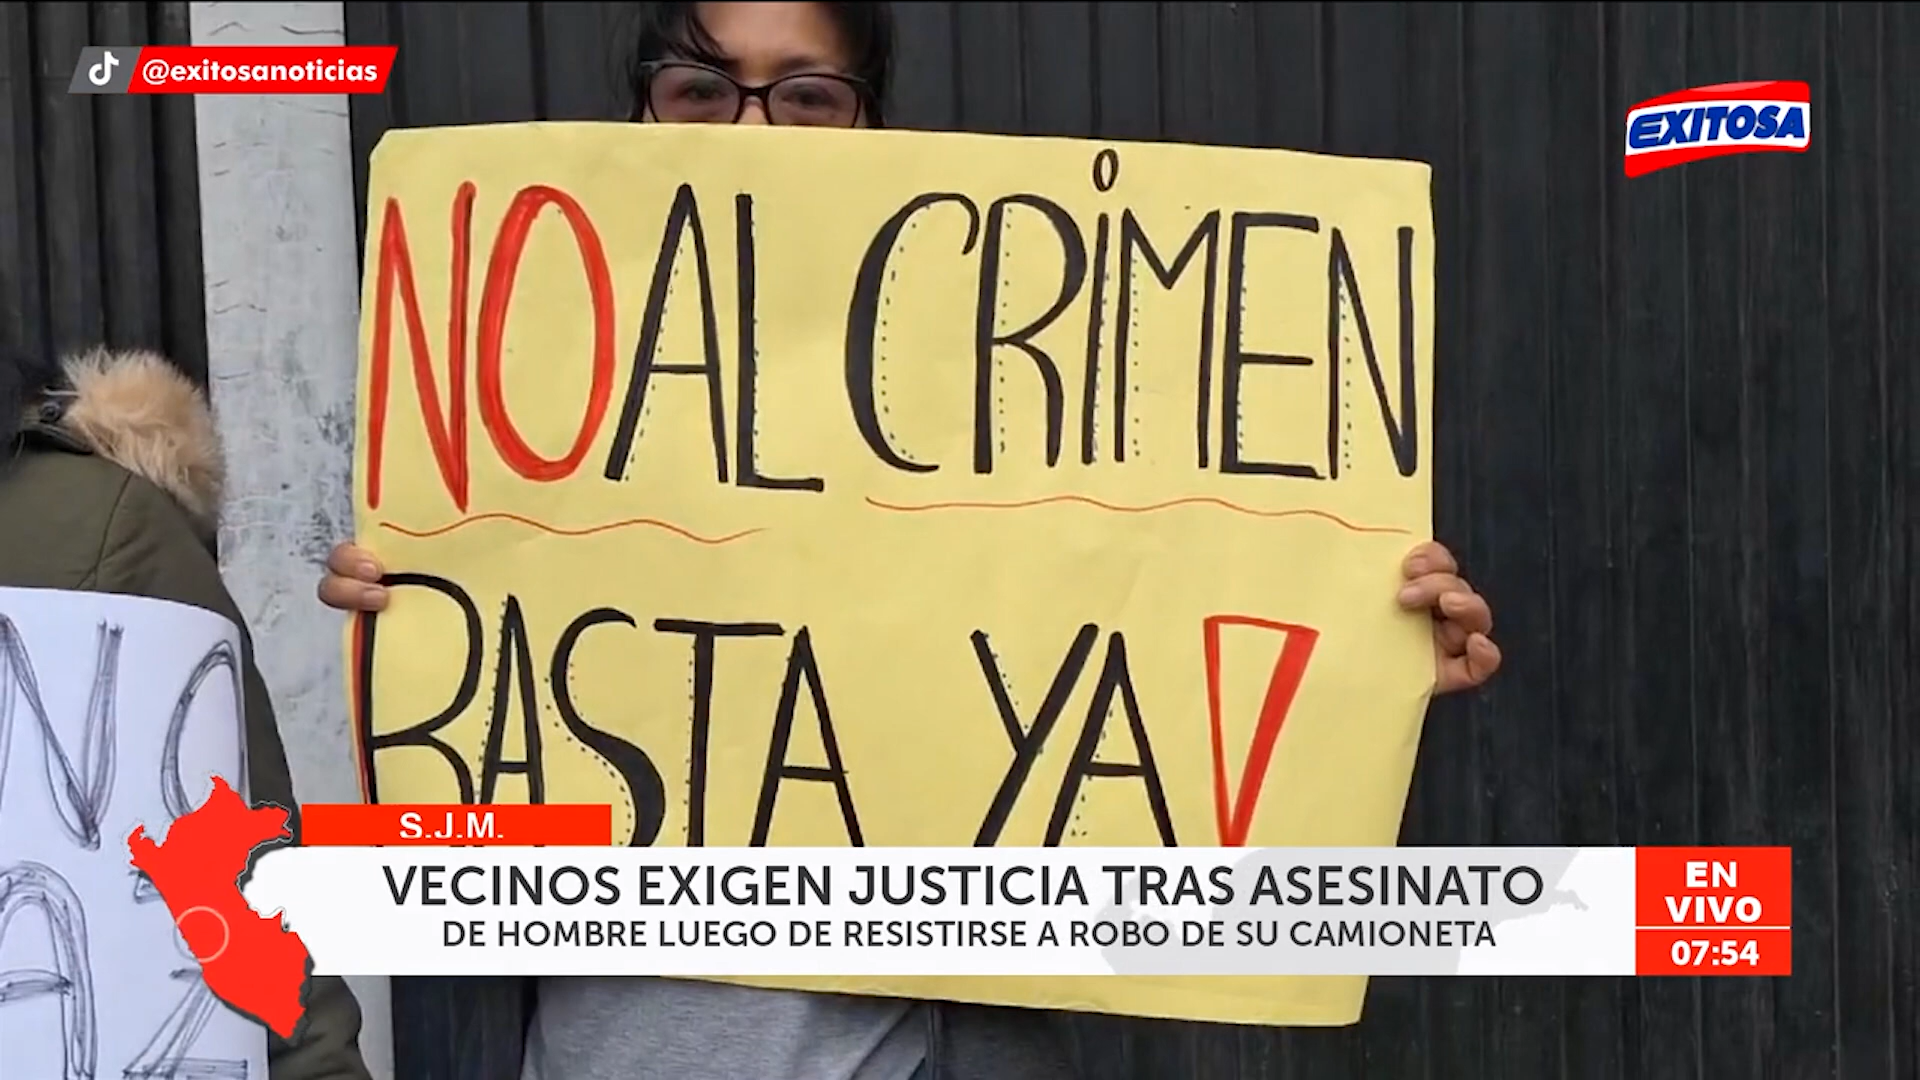 @exitosanoticias
EXITOSA
NO AL CRIMEN
BASTA YA!
NO
S.J.M.
VECINOS EXIGEN JUSTICIA TRAS ASESINATO
DE HOMBRE LUEGO DE RESISTIRSE A ROBO DE SU CAMIONETA
EN
VIVO
07:54